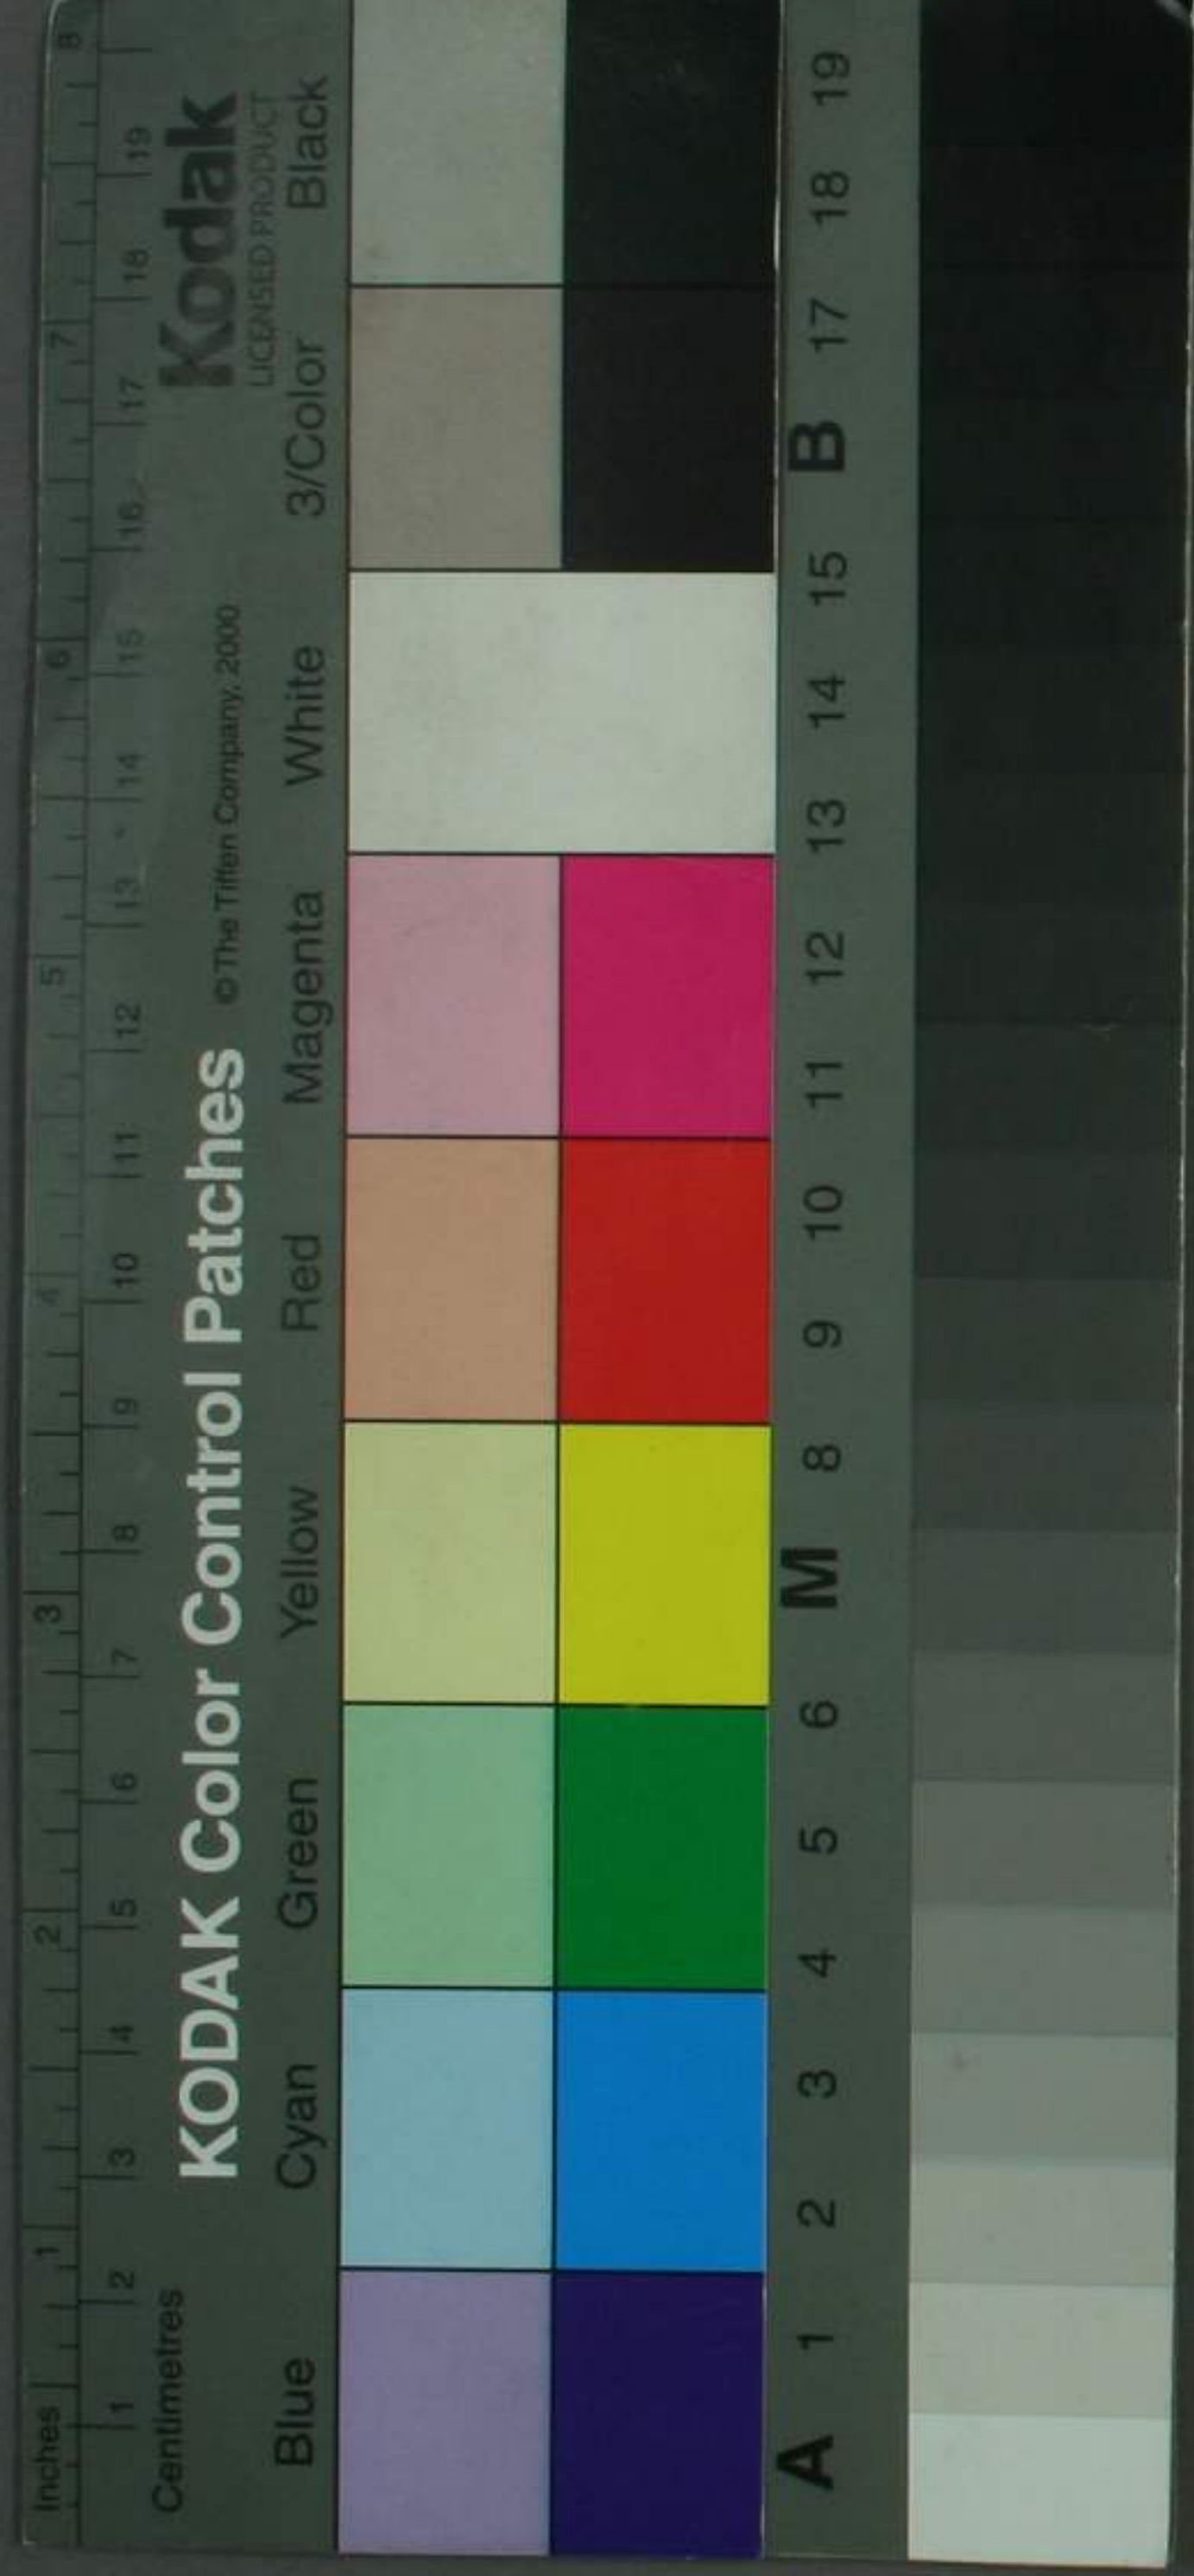 Inches 1 2 3 4 5 6 7 8
Centimetres 1 2 3 4 5 6 7 8 9 10 11 12 13 14 15 16 17 18 19
KODAK Color Control Patches © The Tiffen Company, 2000 Kodak
LICENSED PRODUCT
Blue Cyan Green Yellow Red Magenta White 3/Color Black
A 1 2 3 4 5 6 M 8 9 10 11 12 13 14 15 B 17 18 19